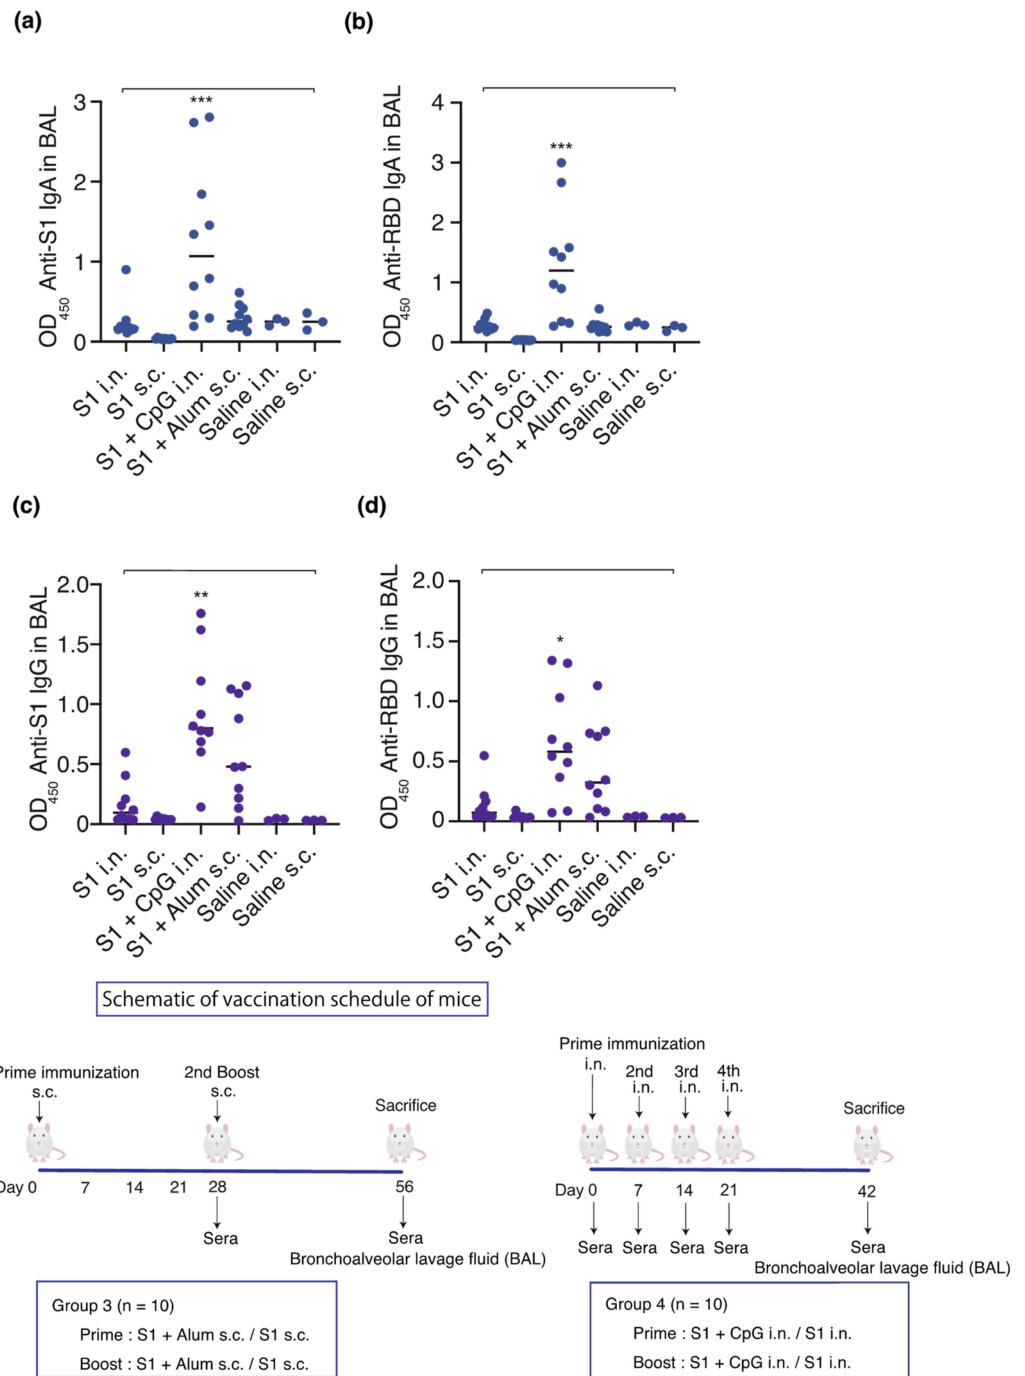 (a)
OD450 Anti-S1 IgA in BAL
3
2
1
0
***
S1 i.n.
S1 s.c.
S1 + CpG i.n.
S1 + Alum s.c.
Saline i.n.
Saline s.c.
(b)
OD450 Anti-RBD IgA in BAL
4
3
2
1
0
***
S1 i.n.
S1 s.c.
S1 + CpG i.n.
S1 + Alum s.c.
Saline i.n.
Saline s.c.
(c)
OD450 Anti-S1 IgG in BAL
2.0
1.5
1.0
0.5
0
**
S1 i.n.
S1 s.c.
S1 + CpG i.n.
S1 + Alum s.c.
Saline i.n.
Saline s.c.
(d)
OD450 Anti-RBD IgG in BAL
2.0
1.5
1.0
0.5
0
*
S1 i.n.
S1 s.c.
S1 + CpG i.n.
S1 + Alum s.c.
Saline i.n.
Saline s.c.
Schematic of vaccination schedule of mice
Prime immunization
s.c.
2nd Boost
s.c.
Sacrifice
Day 0 7 14 21 28 56
Sera
Sera
Bronchoalveolar lavage fluid (BAL)
Group 3 (n = 10)
Prime : S1 + Alum s.c. / S1 s.c.
Boost : S1 + Alum s.c. / S1 s.c.
Prime immunization
i.n.
2nd
i.n.
3rd
i.n.
4th
i.n.
Sacrifice
Day 0 7 14 21 42
Sera Sera Sera Sera Sera
Bronchoalveolar lavage fluid (BAL)
Group 4 (n = 10)
Prime : S1 + CpG i.n. / S1 i.n.
Boost : S1 + CpG i.n. / S1 i.n.